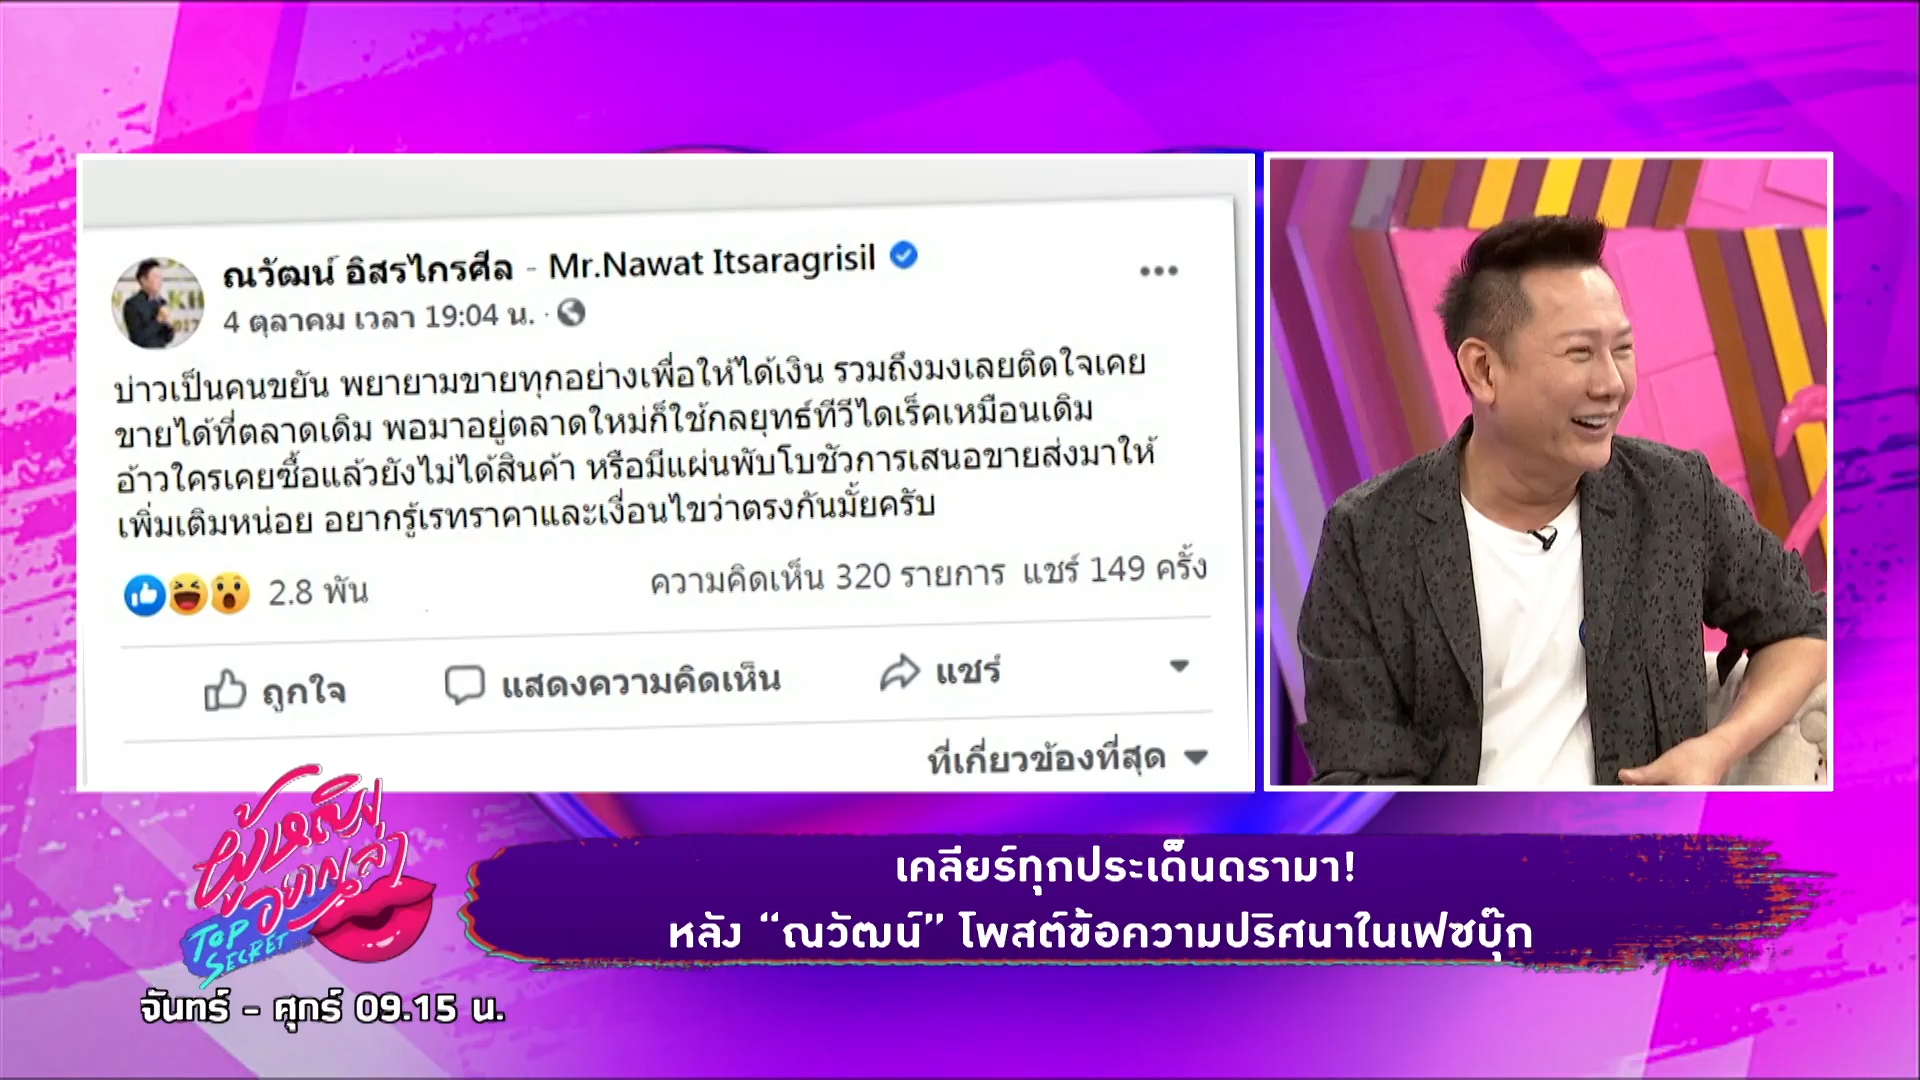 ณวัฒน์ อิสรไกรศีล - Mr.Nawat Itsaragrisil
4 ตุลาคม เวลา 19:04 น. ·
บ่าวเป็นคนขยัน พยายามขายทุกอย่างเพื่อให้ได้เงิน รวมถึงมงเลยติดใจเคย
ขายได้ที่ตลาดเดิม พอมาอยู่ตลาดใหม่ก็ใช้กลยุทธ์ทีวีไดเร็คเหมือนเดิม
อ้าวใครเคยซื้อแล้วยังไม่ได้สินค้า หรือมีแผ่นพับโบชัวการเสนอขายส่งมาให้
เพิ่มเติมหน่อย อยากรู้เรทราคาและเงื่อนไขว่าตรงกันมั้ยครับ
2.8 พัน
ความคิดเห็น 320 รายการ แชร์ 149 ครั้ง
ถูกใจ
แสดงความคิดเห็น
แชร์
ที่เกี่ยวข้องที่สุด
ผู้หญิง
อยากเล่า
TOP
SECRET
จันทร์ - ศุกร์ 09.15 น.
เคลียร์ทุกประเด็นดรามา!
หลัง “ณวัฒน์” โพสต์ข้อความปริศนาในเฟซบุ๊ก